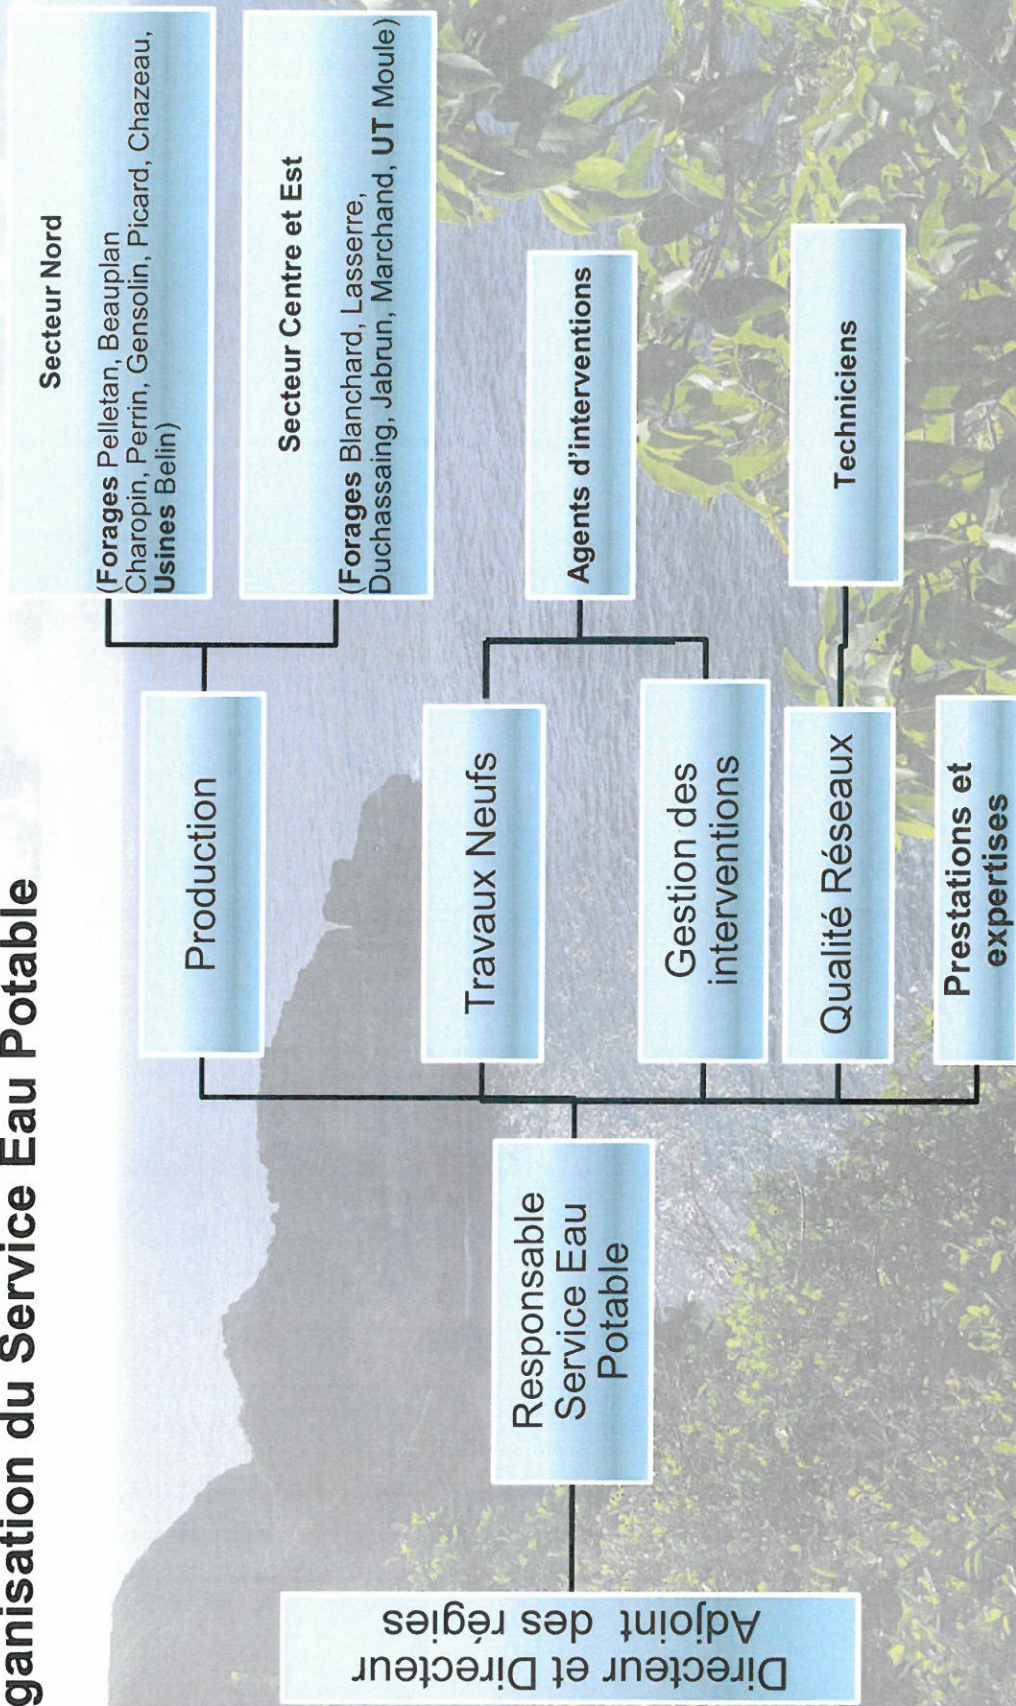 ganisation du Service Eau Potable
Directeur et Directeur
Adjoint des régies
Responsable
Service Eau
Potable
Production
Travaux Neufs
Gestion des
interventions
Qualité Réseaux
Prestations et
expertises
Secteur Nord
(Forages Pelletan, Beauplan
Charopin, Perrin, Gensolin, Picard, Chazeau,
Usines Belin)
Secteur Centre et Est
(Forages Blanchard, Lasserre,
Duchassaing, Jabrun, Marchand, UT Moule)
Agents d'interventions
Techniciens